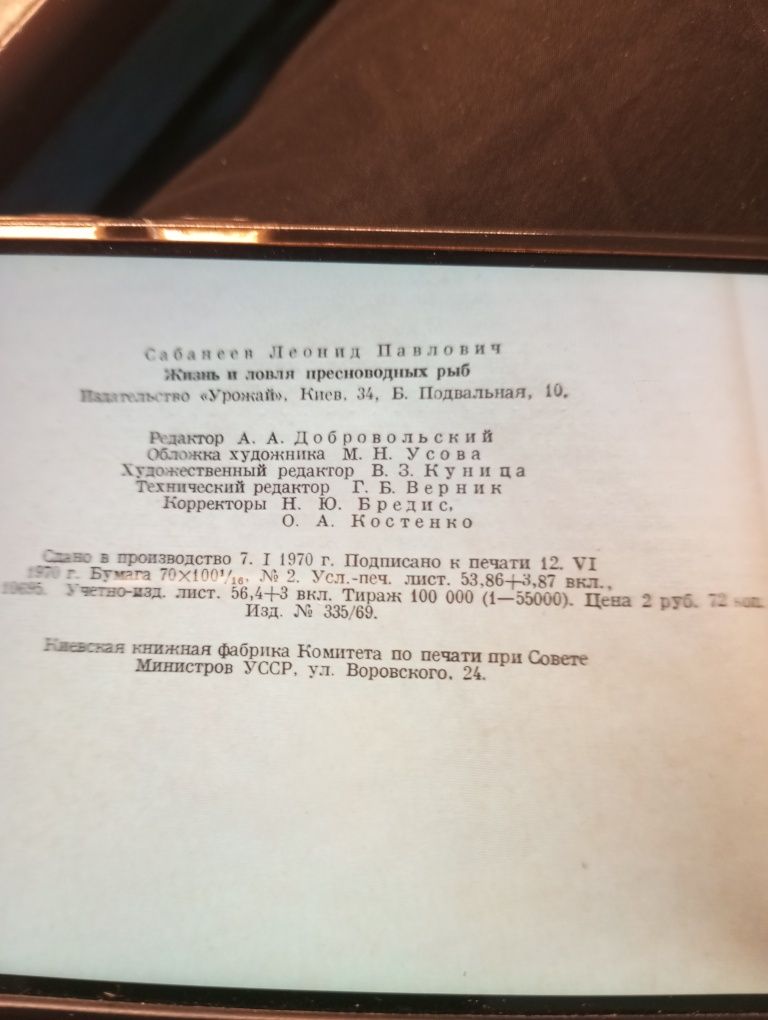 Сабанеев Леонид Павлович
Жизнь и ловля пресноводных рыб
Издательство «Урожай», Киев, 34, Б. Подвальная, 10.
Редактор А. А. Добровольский
Обложка художника М. Н. Усова
Художественный редактор В. З. Куница
Технический редактор Г. Б. Верник
Корректоры Н. Ю. Бредис,
О. А. Костенко
Сдано в производство 7. I 1970 г. Подписано к печати 12. VI
1970 г. Бумага 70×100¹/₁₆. № 2. Усл.-печ. лист. 53,86+3,87 вкл.,
Учетно-изд. лист. 56,4+3 вкл. Тираж 100 000 (1—55000). Цена 2 руб. 72 коп.
Изд. № 335/69.
Киевская книжная фабрика Комитета по печати при Совете
Министров УССР, ул. Воровского, 24.